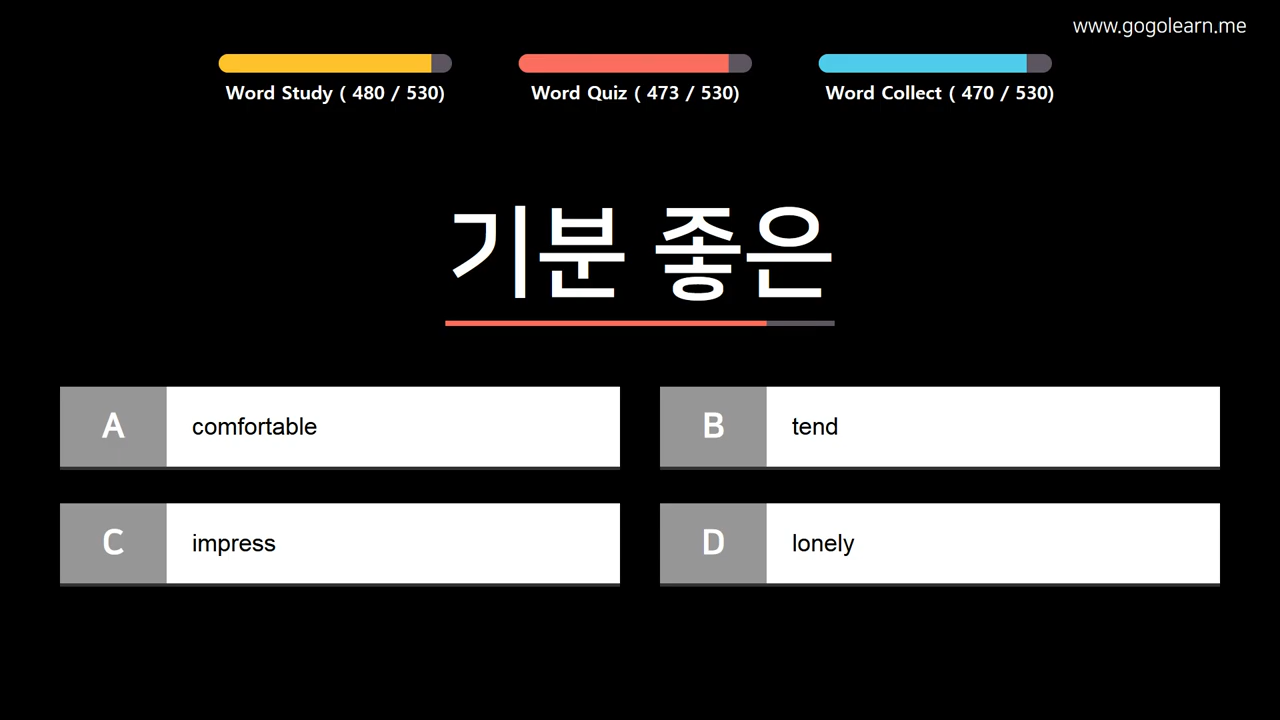 www.gogolearn.me
Word Study ( 480 / 530)
Word Quiz ( 473 / 530)
Word Collect ( 470 / 530)
기분 좋은
A comfortable
B tend
C impress
D lonely